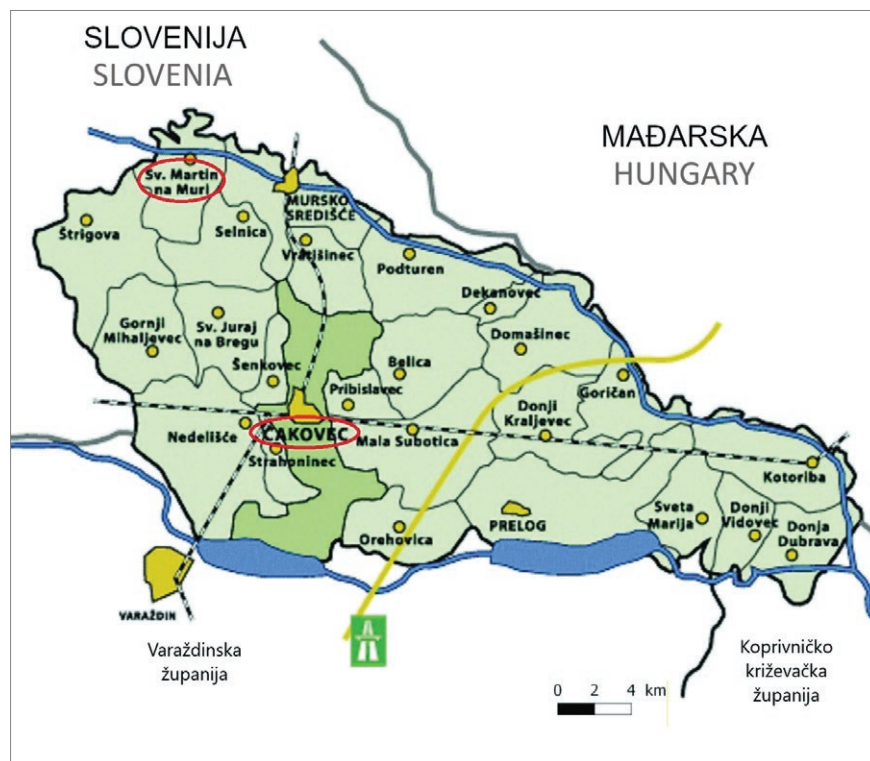 SLOVENIJA
SLOVENIA
MAĐARSKA
HUNGARY
Sv. Martin
na Muri
MURSKO
SREDIŠĆE
Štrigova
Selnica
Vratišinec
Podturen
Dekanovec
Gornji
Mihaljevec
Sv. Juraj
na Bregu
Domašinec
Šenkovec
Belica
Pribislavec
Goričan
Nedelišće
ČAKOVEC
Mala Subotica
Donji
Kraljevec
Strahoninec
Kotoriba
Orehovica
PRELOG
Sveta
Marija
Donji
Vidovec
Donja
Dubrava
VARAŽDIN
Varaždinska
županija
Koprivničko
križevačka
županija
0 2 4 km